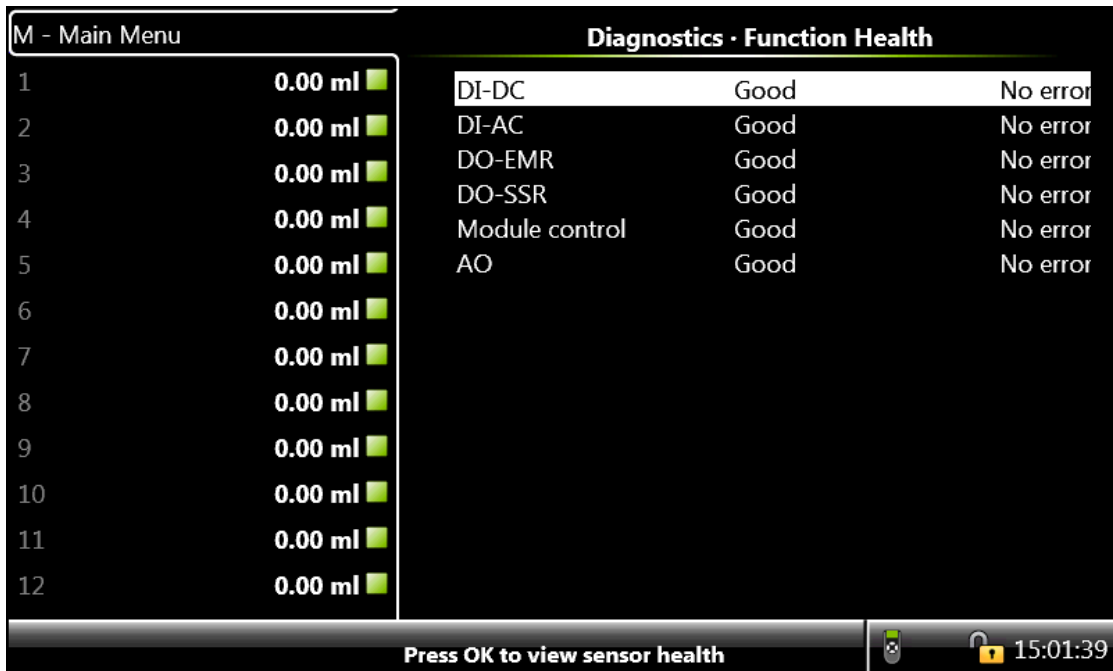 M - Main Menu
Diagnostics · Function Health
1 0.00 ml
2 0.00 ml
3 0.00 ml
4 0.00 ml
5 0.00 ml
6 0.00 ml
7 0.00 ml
8 0.00 ml
9 0.00 ml
10 0.00 ml
11 0.00 ml
12 0.00 ml
DI-DC Good No error
DI-AC Good No error
DO-EMR Good No error
DO-SSR Good No error
Module control Good No error
AO Good No error
Press OK to view sensor health
15:01:39